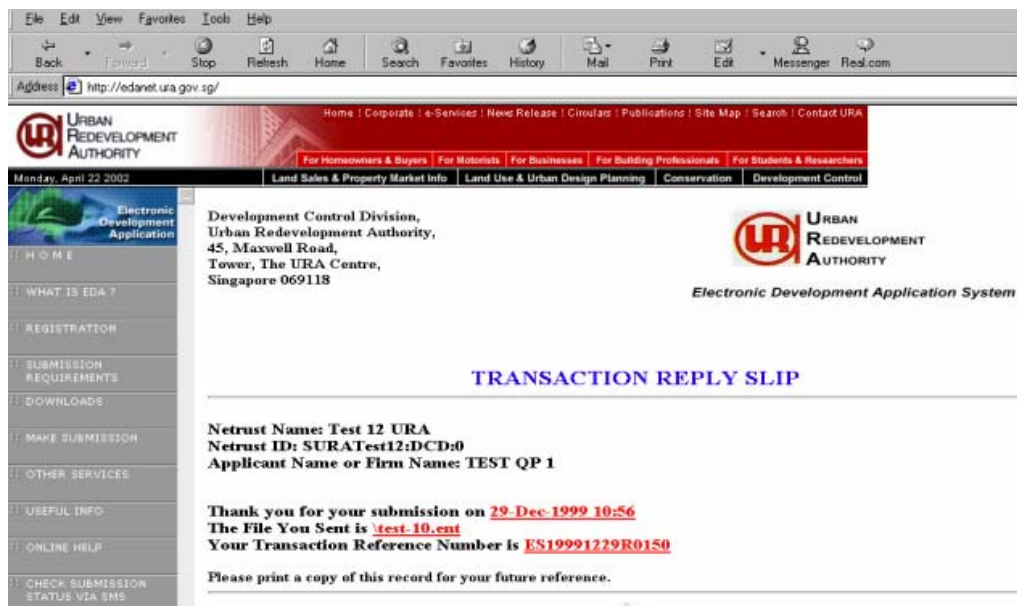 File Edit View Favorites Tools Help
Back Forward Stop Refresh Home Search Favorites History Mail Print Edit Messenger Real.com
Address http://edanet.ura.gov.sg/
Home | Corporate | e-Services | News Release | Circulars | Publications | Site Map | Search | Contact URA
URBAN
REDEVELOPMENT
AUTHORITY
For Homeowners & Buyers For Motorists For Businesses For Building Professionals For Students & Researchers
Monday, April 22 2002
Land Sales & Property Market Info Land Use & Urban Design Planning Conservation Development Control
Electronic
Development
Application
HOME
WHAT IS EDA ?
REGISTRATION
SUBMISSION
REQUIREMENTS
DOWNLOADS
MAKE SUBMISSION
OTHER SERVICES
USEFUL INFO
ONLINE HELP
CHECK SUBMISSION
STATUS VIA SMS
Development Control Division,
Urban Redevelopment Authority,
45, Maxwell Road,
Tower, The URA Centre,
Singapore 069118
URBAN
REDEVELOPMENT
AUTHORITY
Electronic Development Application System
TRANSACTION REPLY SLIP
Netrust Name: Test 12 URA
Netrust ID: SURATest12:DCD:0
Applicant Name or Firm Name: TEST QP 1
Thank you for your submission on 29-Dec-1999 10:56
The File You Sent is \test-10.ent
Your Transaction Reference Number is ES19991229R0150
Please print a copy of this record for your future reference.